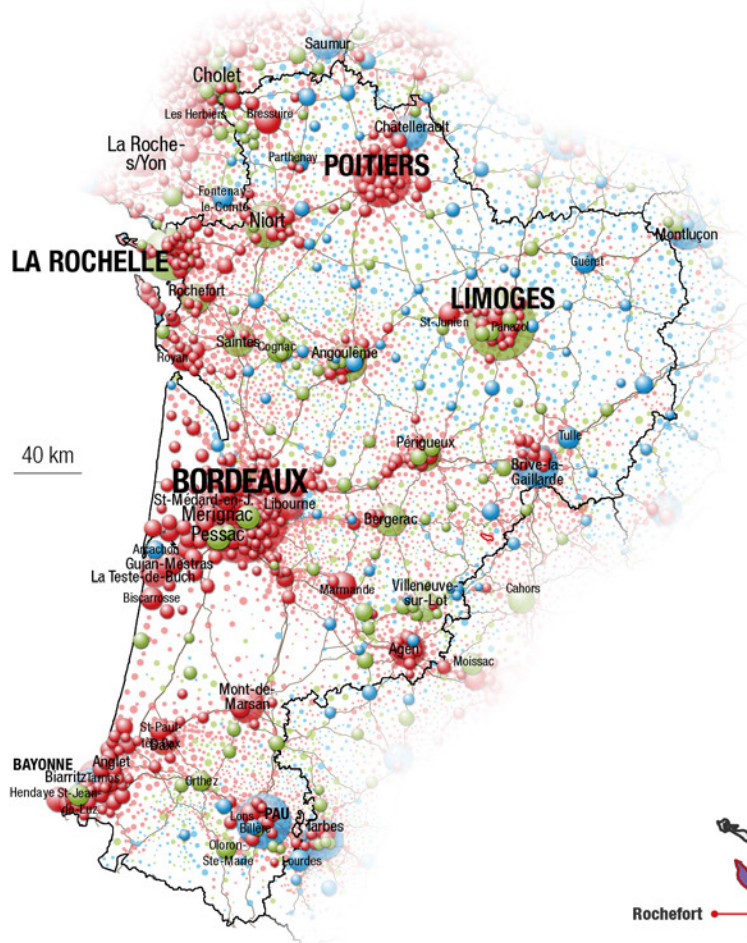 Saumur
Cholet
Les Herbiers
Bressuire
Châtellerault
La Roche-
s/Yon
Parthenay
POITIERS
Fontenay-
le-Comte
Niort
Montluçon
LA ROCHELLE
Guéret
Rochefort
LIMOGES
St-Junien
Panazol
Saintes
Cognac
Royan
Angoulême
40 km
Périgueux
Tulle
Brive-la-
Gaillarde
BORDEAUX
St-Médard-en-J.
Libourne
Mérignac
Bergerac
Pessac
Arcachon
Gujan-Mestras
La Teste-de-Buch
Biscarrosse
Marmande
Villeneuve-
sur-Lot
Cahors
Agen
Moissac
Mont-de-
Marsan
St-Paul-
lès-Dax
Dax
BAYONNE
Anglet
Biarritz
Tarnos
Hendaye
St-Jean-
de-Luz
Orthez
Lons
PAU
Billère
Tarbes
Oloron-
Ste-Marie
Lourdes
Rochefort